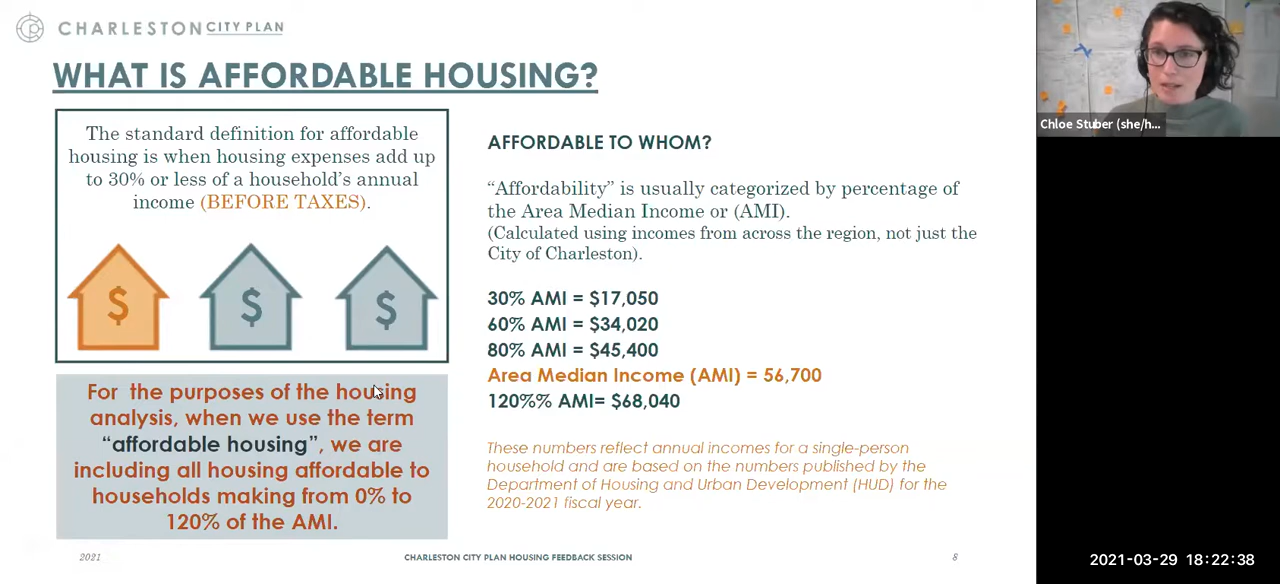 CHARLESTON CITY PLAN
WHAT IS AFFORDABLE HOUSING?
The standard definition for affordable
housing is when housing expenses add up
to 30% or less of a household’s annual
income (BEFORE TAXES).
$ $ $
For the purposes of the housing
analysis, when we use the term
“affordable housing”, we are
including all housing affordable to
households making from 0% to
120% of the AMI.
AFFORDABLE TO WHOM?
“Affordability” is usually categorized by percentage of
the Area Median Income or (AMI).
(Calculated using incomes from across the region, not just the
City of Charleston).
30% AMI = $17,050
60% AMI = $34,020
80% AMI = $45,400
Area Median Income (AMI) = 56,700
120%% AMI= $68,040
These numbers reflect annual incomes for a single-person
household and are based on the numbers published by the
Department of Housing and Urban Development (HUD) for the
2020-2021 fiscal year.
2021
CHARLESTON CITY PLAN HOUSING FEEDBACK SESSION
8
Chloe Stuber (she/h...
2021-03-29 18:22:38